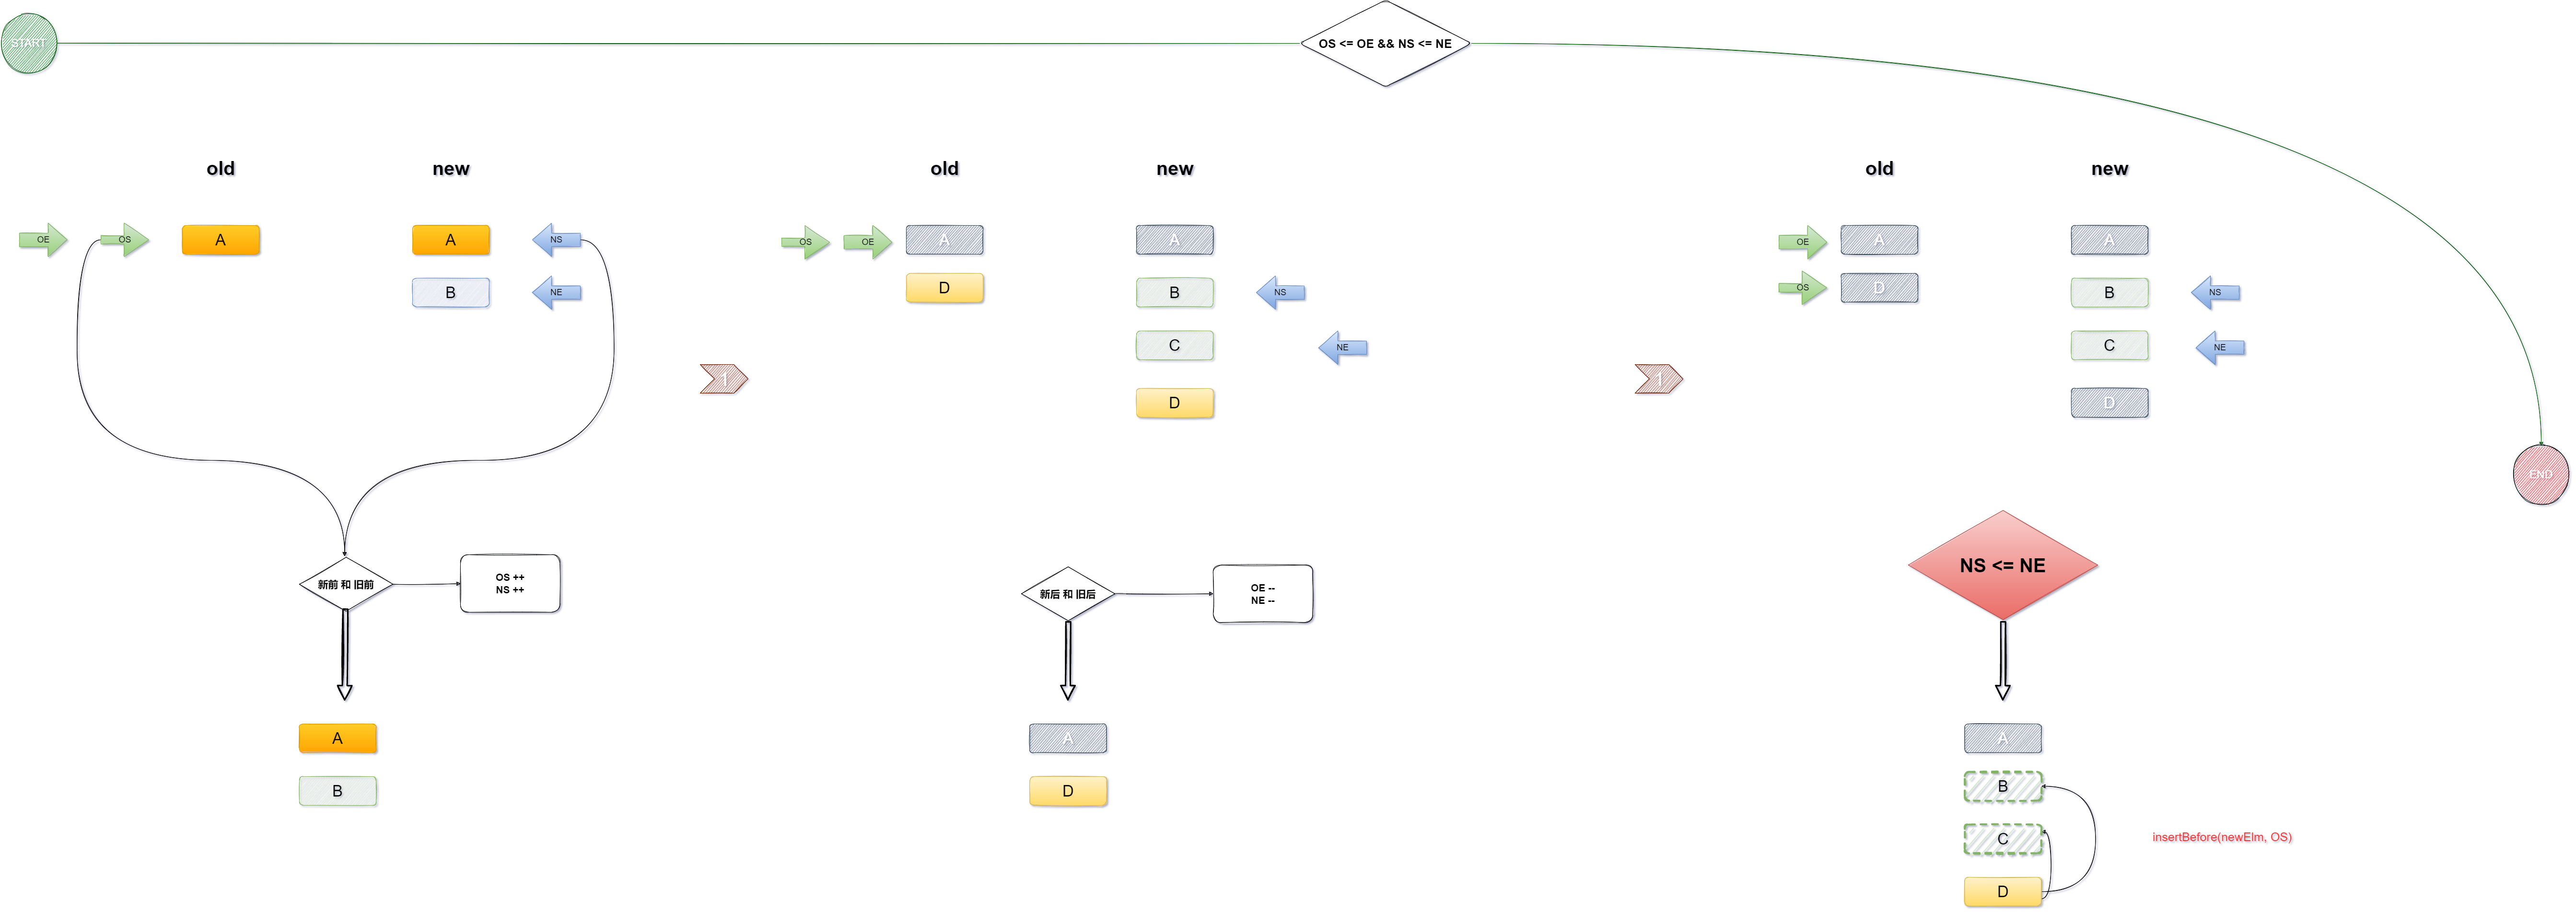 START
OS <= OE && NS <= NE
old
new
OE
OS
A
A
NS
B
NE
新前 和 旧前
OS ++
NS ++
A
B
1
old
new
OS
OE
A
A
D
B
NS
C
NE
D
新后 和 旧后
OE --
NE --
A
D
1
old
new
OE
A
A
OS
D
B
NS
C
NE
D
END
NS <= NE
A
B
C
insertBefore(newElm, OS)
D